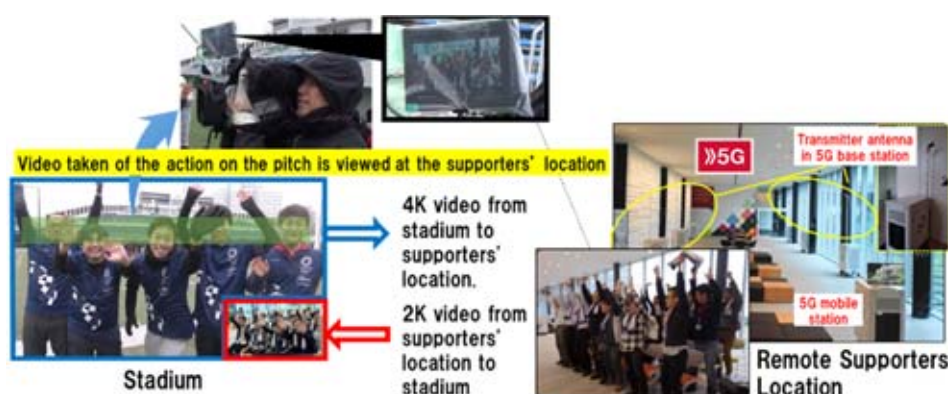 Video taken of the action on the pitch is viewed at the supporters' location
4K video from
stadium to
supporters'
location.
2K video from
supporters'
location to
stadium
Stadium
»5G
Transmitter antenna
in 5G base station
5G mobile
station
Remote Supporters
Location